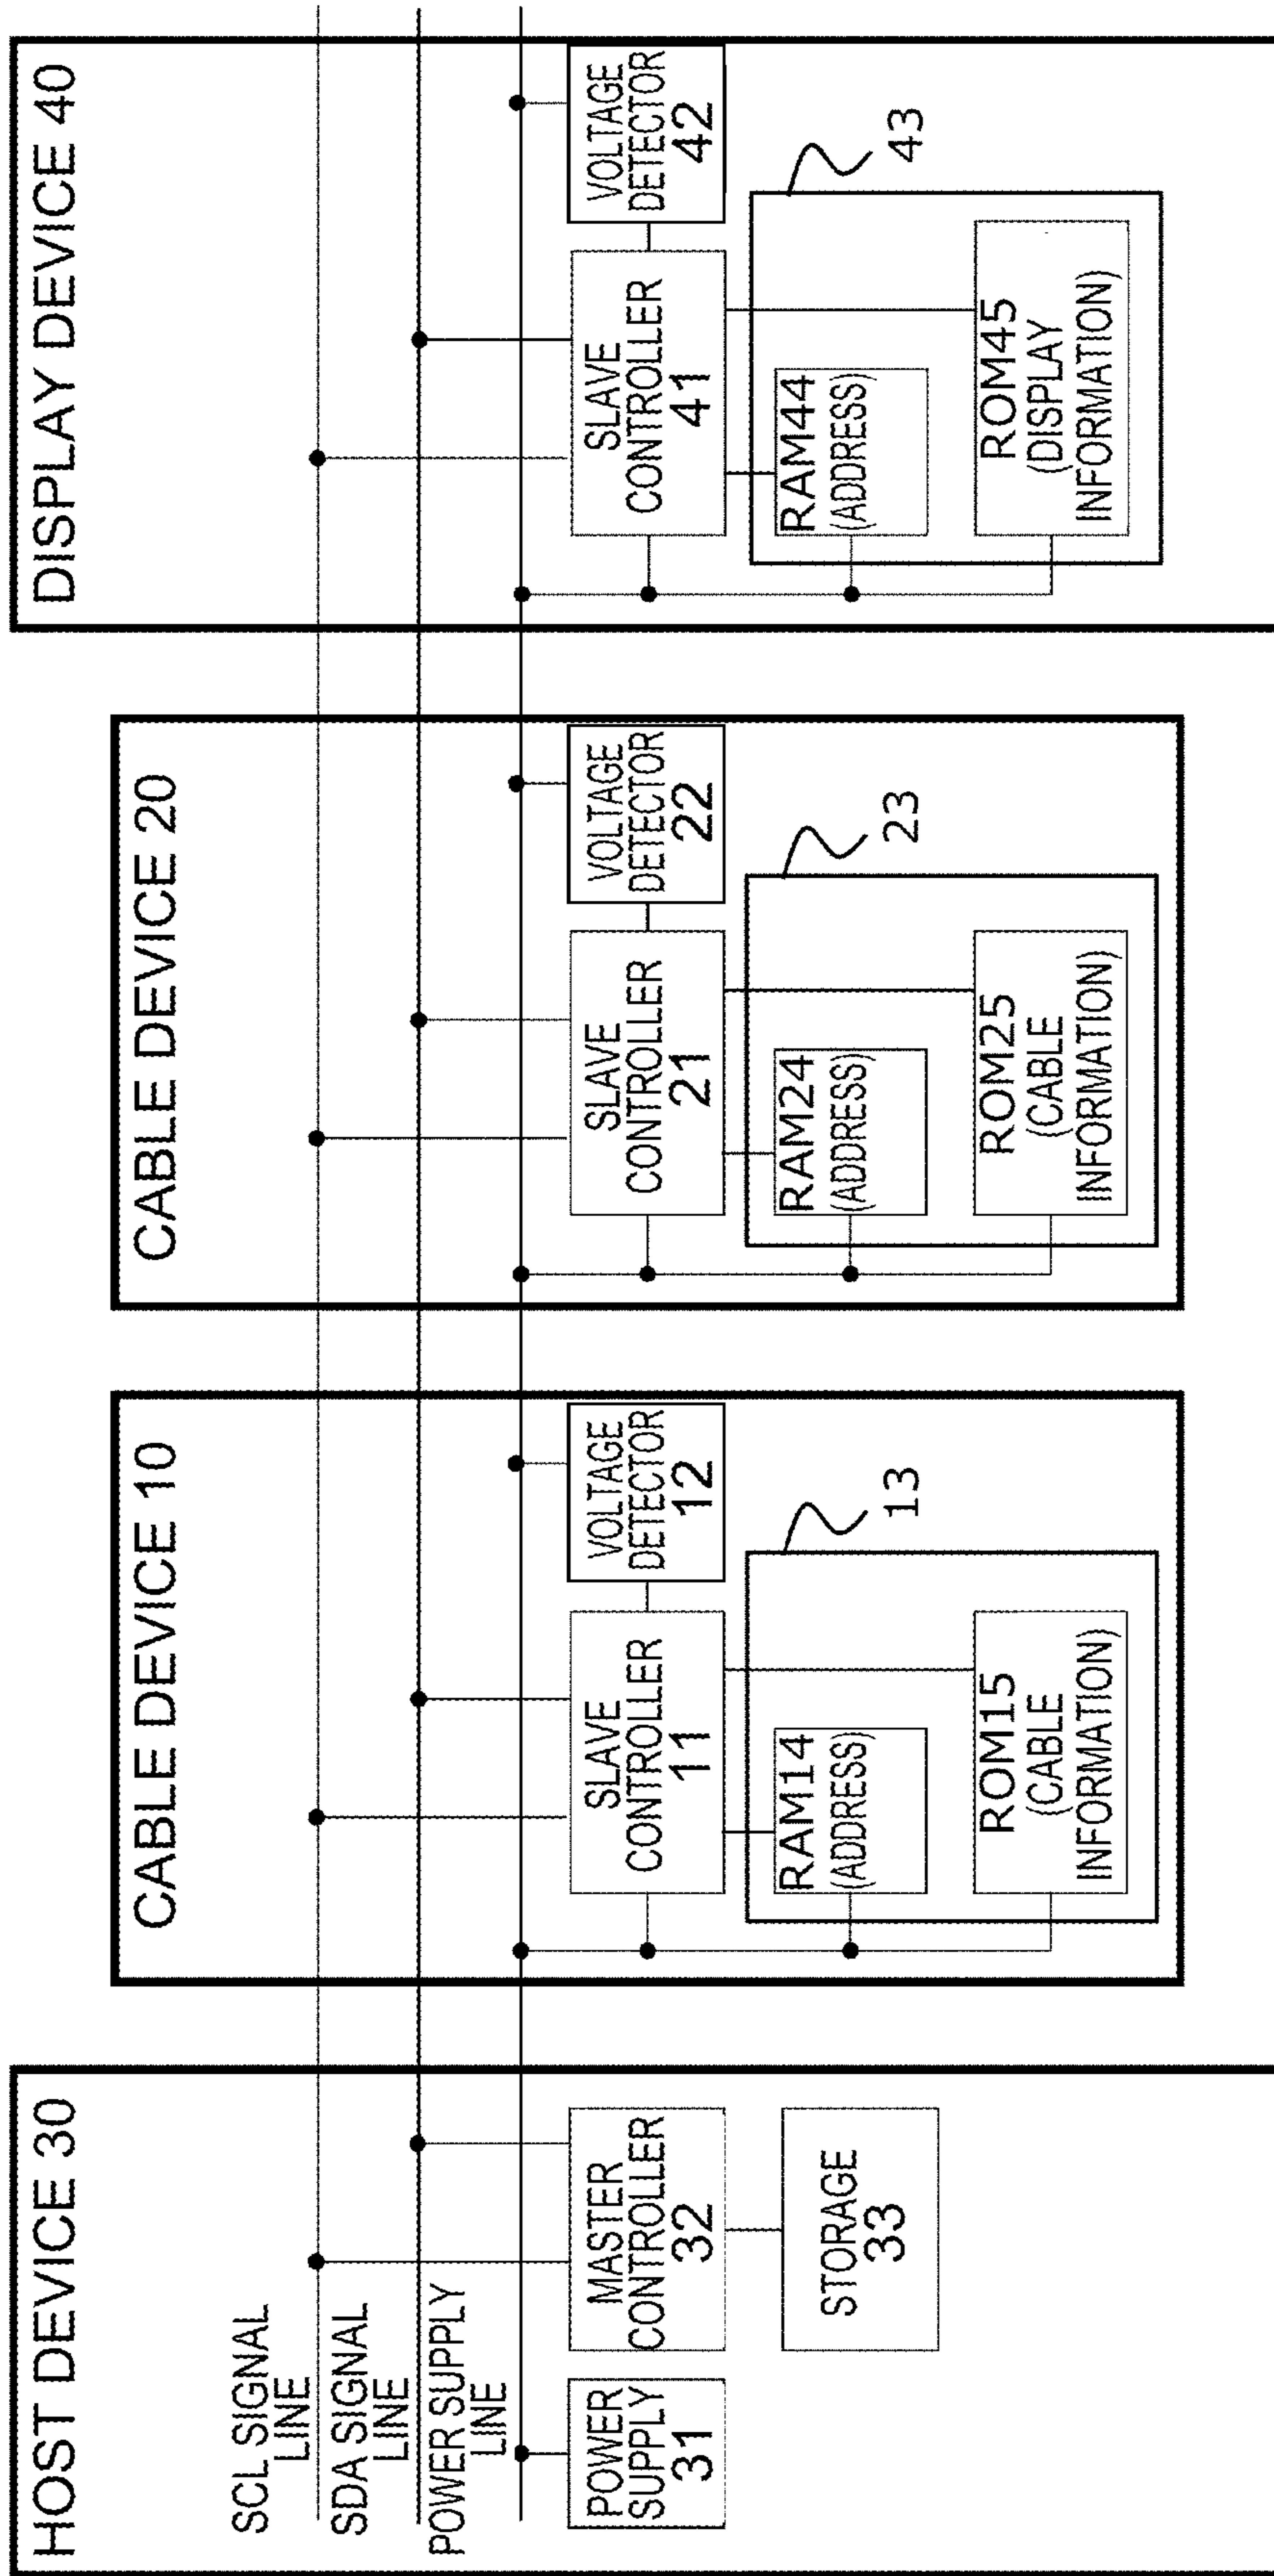 HOST DEVICE 30
SCL SIGNAL
LINE
SDA SIGNAL
LINE
POWER SUPPLY
LINE
POWER
SUPPLY
31
MASTER
CONTROLLER
32
STORAGE
33
CABLE DEVICE 10
SLAVE
CONTROLLER
11
VOLTAGE
DETECTOR
12
13
RAM14
(ADDRESS)
ROM15
(CABLE
INFORMATION)
CABLE DEVICE 20
SLAVE
CONTROLLER
21
VOLTAGE
DETECTOR
22
23
RAM24
(ADDRESS)
ROM25
(CABLE
INFORMATION)
DISPLAY DEVICE 40
SLAVE
CONTROLLER
41
VOLTAGE
DETECTOR
42
43
RAM44
(ADDRESS)
ROM45
(DISPLAY
INFORMATION)